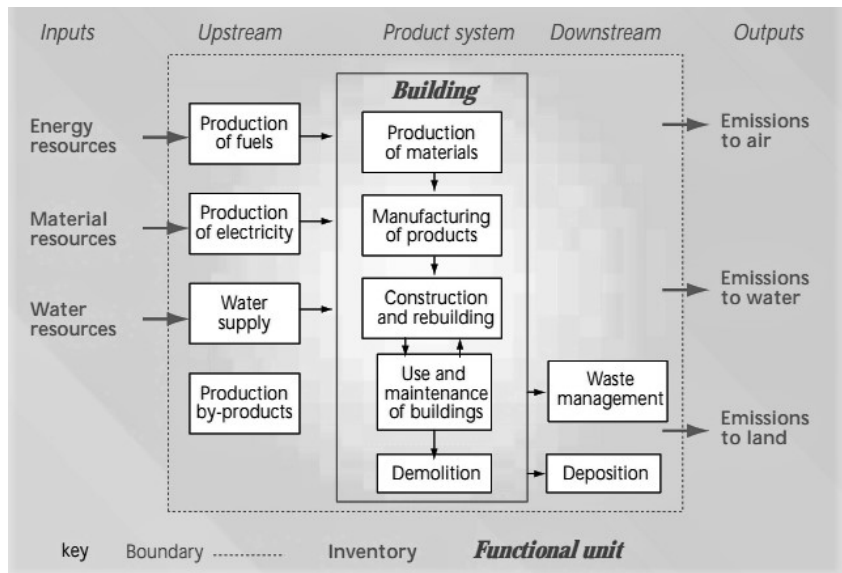 Inputs Upstream Product system Downstream Outputs
Building
Energy
resources
Production
of fuels
Production
of materials
Emissions
to air
Material
resources
Production
of electricity
Manufacturing
of products
Water
resources
Water
supply
Construction
and rebuilding
Emissions
to water
Production
by-products
Use and
maintenance
of buildings
Waste
management
Emissions
to land
Demolition
Deposition
key Boundary Inventory Functional unit